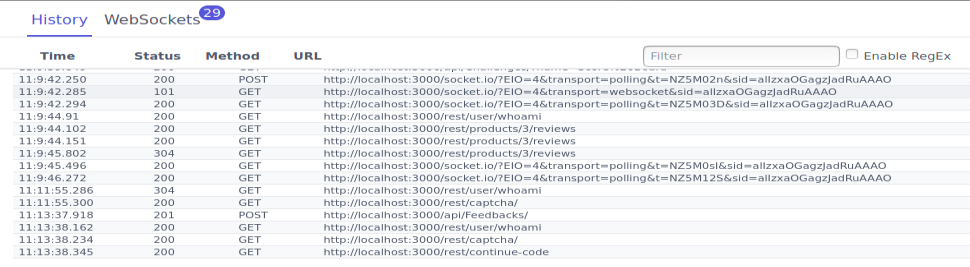 History WebSockets 29
Time Status Method URL Filter Enable RegEx
11:9:42.250 200 POST http://localhost:3000/socket.io/?EIO=4&transport=polling&t=NZ5M02n&sid=allzxaOGagzJadRuAAAO
11:9:42.285 101 GET http://localhost:3000/socket.io/?EIO=4&transport=websocket&sid=allzxaOGagzJadRuAAAO
11:9:42.294 200 GET http://localhost:3000/socket.io/?EIO=4&transport=polling&t=NZ5M03D&sid=allzxaOGagzJadRuAAAO
11:9:44.91 200 GET http://localhost:3000/rest/user/whoami
11:9:44.102 200 GET http://localhost:3000/rest/products/3/reviews
11:9:44.151 200 GET http://localhost:3000/rest/products/3/reviews
11:9:45.802 304 GET http://localhost:3000/rest/products/3/reviews
11:9:45.496 200 GET http://localhost:3000/socket.io/?EIO=4&transport=polling&t=NZ5M0sl&sid=allzxaOGagzJadRuAAAO
11:9:46.272 200 GET http://localhost:3000/socket.io/?EIO=4&transport=polling&t=NZ5M12S&sid=allzxaOGagzJadRuAAAO
11:11:55.286 304 GET http://localhost:3000/rest/user/whoami
11:11:55.300 200 GET http://localhost:3000/rest/captcha/
11:13:37.918 201 POST http://localhost:3000/api/Feedbacks/
11:13:38.162 200 GET http://localhost:3000/rest/user/whoami
11:13:38.234 200 GET http://localhost:3000/rest/captcha/
11:13:38.345 200 GET http://localhost:3000/rest/continue-code